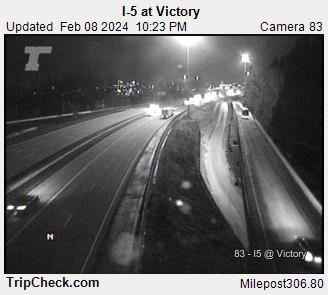 I-5 at Victory
Updated Feb 08 2024 10:23 PM Camera 83
T
N
83 - I5 @ Victory
TripCheck.com Milepost306.80